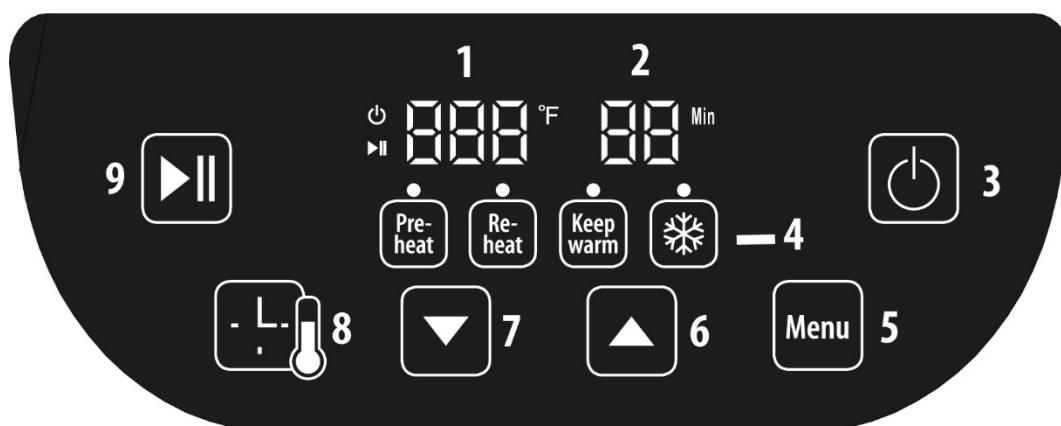 1 2
888 °F 88 Min
9 3
Pre-
heat
Re-
heat
Keep
warm
4
8 7 6 Menu 5